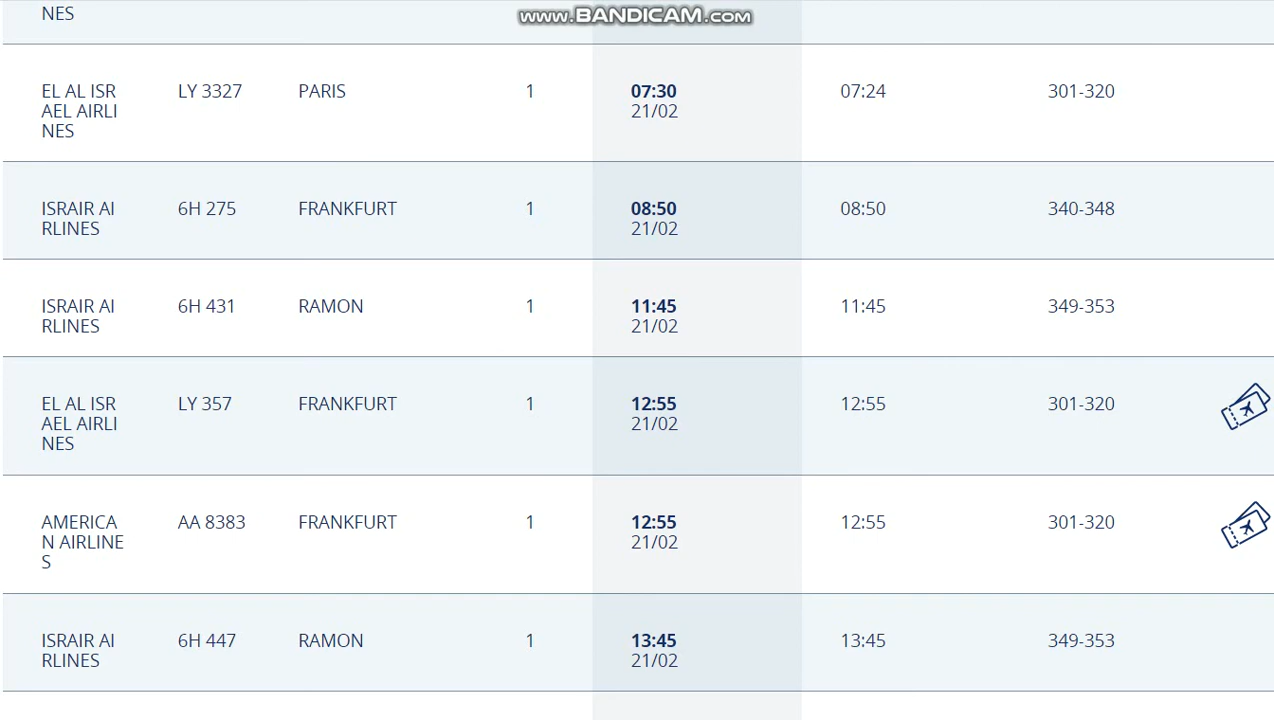 NES
www.BANDICAM.com
EL AL ISR
AEL AIRLI
NES
LY 3327
PARIS
1
07:30
21/02
07:24
301-320
ISRAIR AI
RLINES
6H 275
FRANKFURT
1
08:50
21/02
08:50
340-348
ISRAIR AI
RLINES
6H 431
RAMON
1
11:45
21/02
11:45
349-353
EL AL ISR
AEL AIRLI
NES
LY 357
FRANKFURT
1
12:55
21/02
12:55
301-320
AMERICA
N AIRLINE
S
AA 8383
FRANKFURT
1
12:55
21/02
12:55
301-320
ISRAIR AI
RLINES
6H 447
RAMON
1
13:45
21/02
13:45
349-353